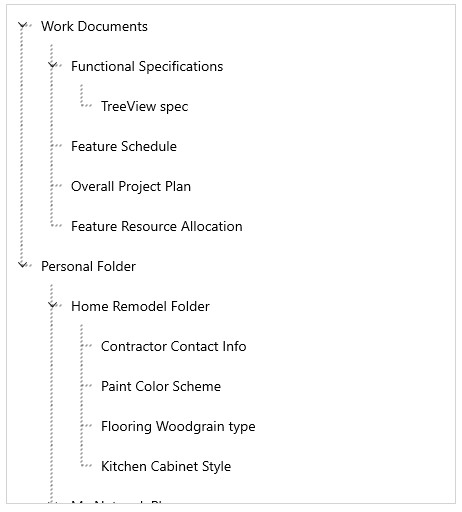 Work Documents
Functional Specifications
TreeView spec
Feature Schedule
Overall Project Plan
Feature Resource Allocation
Personal Folder
Home Remodel Folder
Contractor Contact Info
Paint Color Scheme
Flooring Woodgrain type
Kitchen Cabinet Style